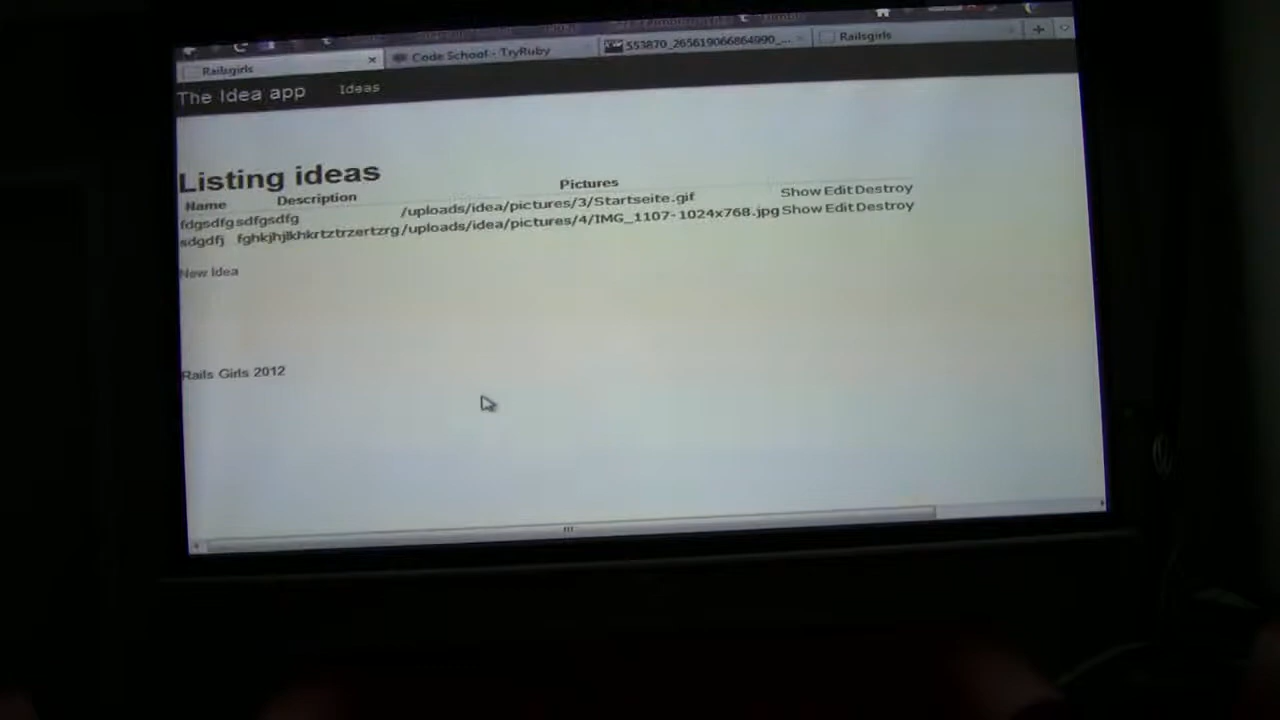 Railsgirls
Code School - TryRuby
553870_265619066864990_...
Railsgirls
The Idea app
Ideas
Listing ideas
Name Description Pictures
fdgsdfg sdfgsdfg /uploads/idea/pictures/3/Startseite.gif Show Edit Destroy
sdgdfj fghkjhjlkhkrtztrzertzrg /uploads/idea/pictures/4/IMG_1107-1024x768.jpg Show Edit Destroy
New Idea
Rails Girls 2012